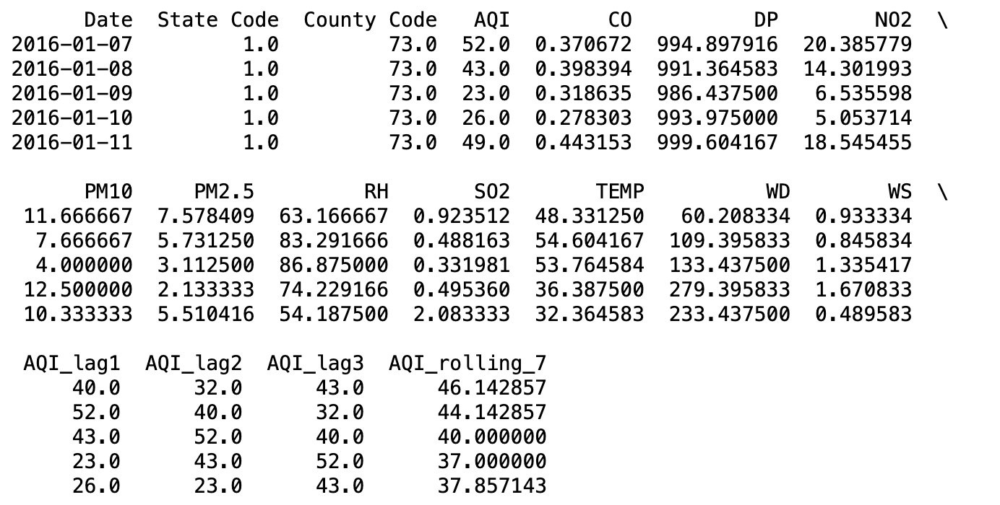 Date State Code County Code AQI CO DP NO2 \
2016-01-07 1.0 73.0 52.0 0.370672 994.897916 20.385779
2016-01-08 1.0 73.0 43.0 0.398394 991.364583 14.301993
2016-01-09 1.0 73.0 23.0 0.318635 986.437500 6.535598
2016-01-10 1.0 73.0 26.0 0.278303 993.975000 5.053714
2016-01-11 1.0 73.0 49.0 0.443153 999.604167 18.545455
PM10 PM2.5 RH SO2 TEMP WD WS \
11.666667 7.578409 63.166667 0.923512 48.331250 60.208334 0.933334
7.666667 5.731250 83.291666 0.488163 54.604167 109.395833 0.845834
4.000000 3.112500 86.875000 0.331981 53.764584 133.437500 1.335417
12.500000 2.133333 74.229166 0.495360 36.387500 279.395833 1.670833
10.333333 5.510416 54.187500 2.083333 32.364583 233.437500 0.489583
AQI_lag1 AQI_lag2 AQI_lag3 AQI_rolling_7
40.0 32.0 43.0 46.142857
52.0 40.0 32.0 44.142857
43.0 52.0 40.0 40.000000
23.0 43.0 52.0 37.000000
26.0 23.0 43.0 37.857143